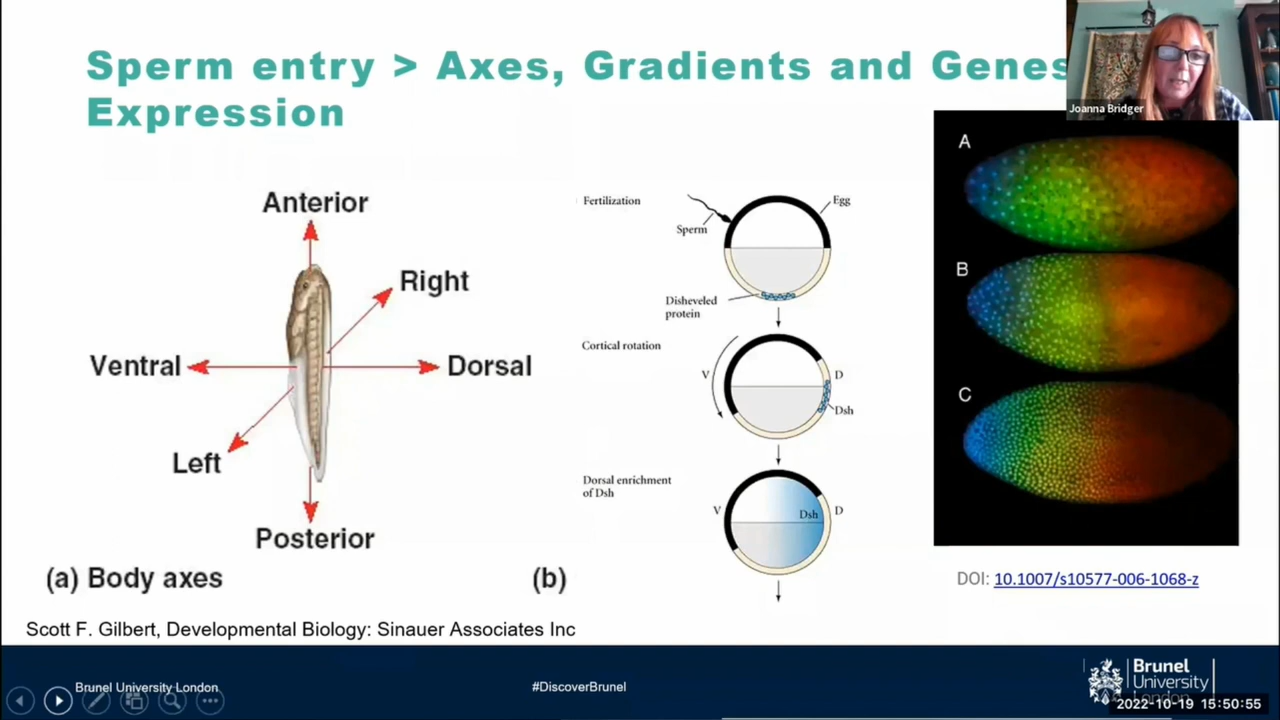 Sperm entry > Axes, Gradients and Genes
Expression
Joanna Bridger
Anterior
Right
Ventral
Dorsal
Left
Posterior
(a) Body axes
Fertilization
Egg
Sperm
Disheveled
protein
Cortical rotation
V
D
Dsh
Dorsal enrichment
of Dsh
V
Dsh
D
(b)
A
B
C
DOI: 10.1007/s10577-006-1068-z
Scott F. Gilbert, Developmental Biology: Sinauer Associates Inc
Brunel University London
#DiscoverBrunel
Brunel
University
London
2022-10-19 15:50:55